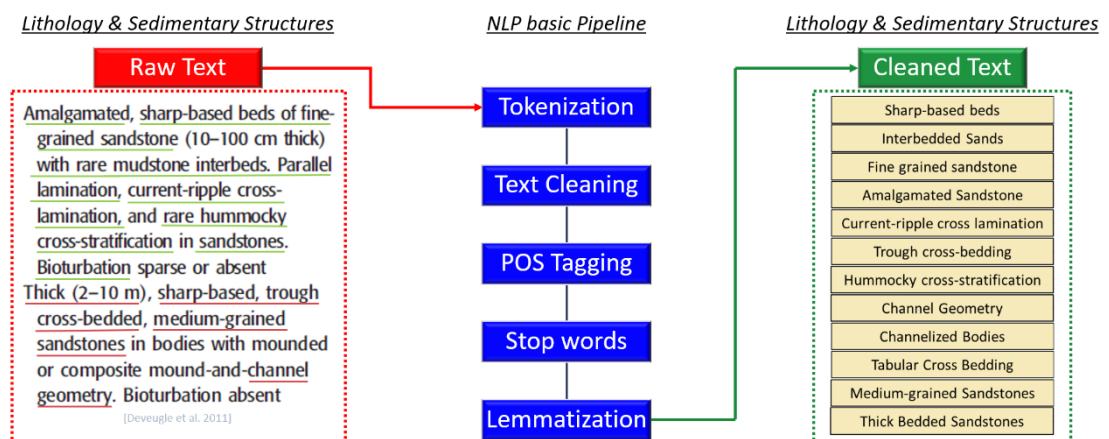 Lithology & Sedimentary Structures
NLP basic Pipeline
Lithology & Sedimentary Structures
Raw Text
Amalgamated, sharp-based beds of fine-
grained sandstone (10–100 cm thick)
with rare mudstone interbeds. Parallel
lamination, current-ripple cross-
lamination, and rare hummocky
cross-stratification in sandstones.
Bioturbation sparse or absent
Thick (2–10 m), sharp-based, trough
cross-bedded, medium-grained
sandstones in bodies with mounded
or composite mound-and-channel
geometry. Bioturbation absent
[Deveugle et al. 2011]
Tokenization
Text Cleaning
POS Tagging
Stop words
Lemmatization
Cleaned Text
Sharp-based beds
Interbedded Sands
Fine grained sandstone
Amalgamated Sandstone
Current-ripple cross lamination
Trough cross-bedding
Hummocky cross-stratification
Channel Geometry
Channelized Bodies
Tabular Cross Bedding
Medium-grained Sandstones
Thick Bedded Sandstones